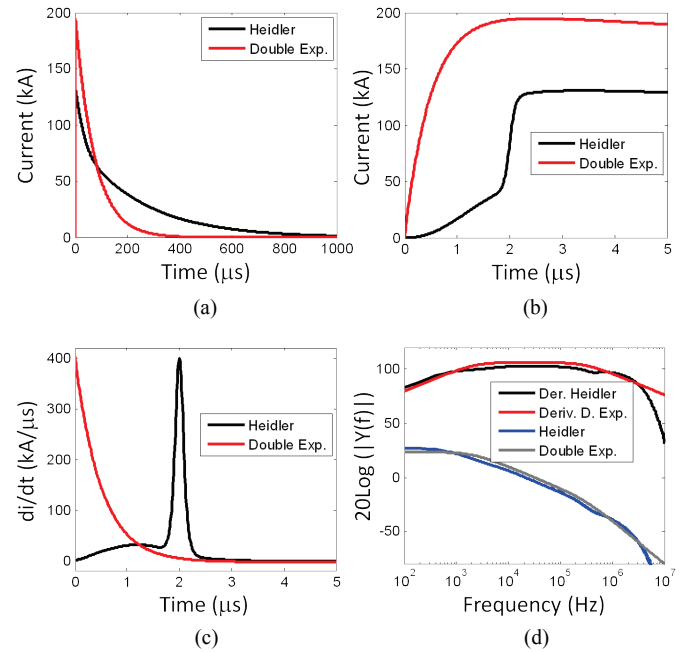 250
200
150
100
50
0
Current (kA)
0 200 400 600 800 1000
Time (μs)
Heidler
Double Exp.
(a)
200
150
100
50
0
Current (kA)
0 1 2 3 4 5
Time (μs)
Heidler
Double Exp.
(b)
400
300
200
100
0
di/dt (kA/μs)
0 1 2 3 4 5
Time (μs)
Heidler
Double Exp.
(c)
100
50
0
-50
20Log (|Y(f)|)
10² 10³ 10⁴ 10⁵ 10⁶ 10⁷
Frequency (Hz)
Der. Heidler
Deriv. D. Exp.
Heidler
Double Exp.
(d)